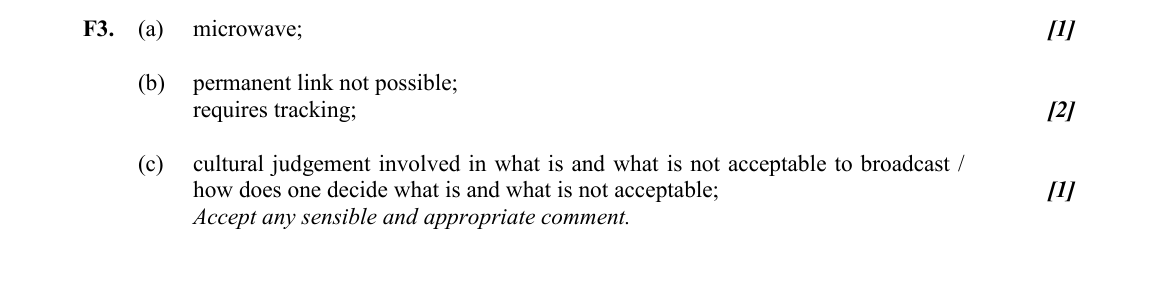 F3. (a) microwave; [1]
(b) permanent link not possible;
requires tracking; [2]
(c) cultural judgement involved in what is and what is not acceptable to broadcast /
how does one decide what is and what is not acceptable; [1]
Accept any sensible and appropriate comment.